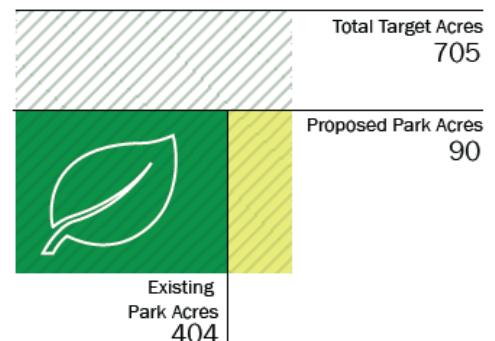 Total Target Acres
705
Proposed Park Acres
90
Existing
Park Acres
404